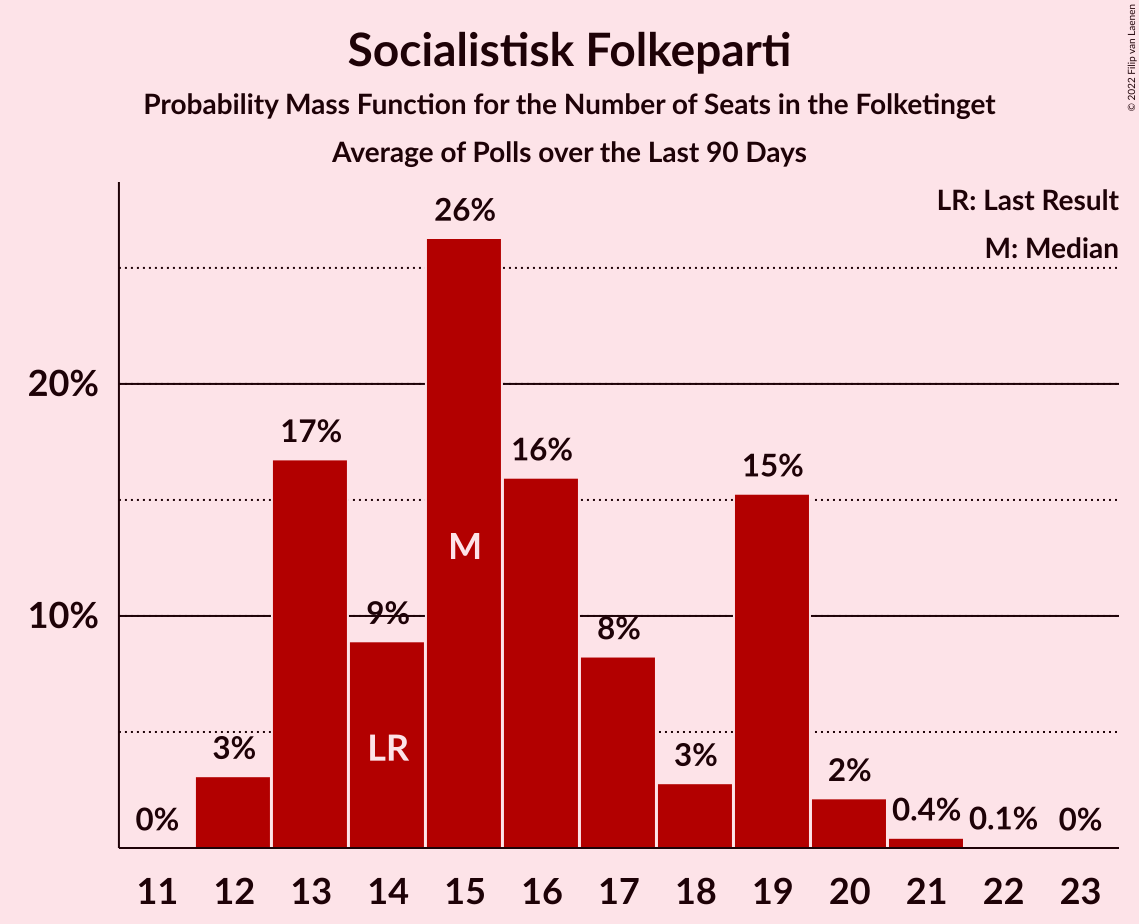 Socialistisk Folkeparti
Probability Mass Function for the Number of Seats in the Folketinget
Average of Polls over the Last 90 Days
© 2022 Filip van Laenen
LR: Last Result
M: Median
20%
10%
0%
3%
17%
9%
26%
16%
8%
3%
15%
2%
0.4%
0.1%
0%
LR
M
11 12 13 14 15 16 17 18 19 20 21 22 23